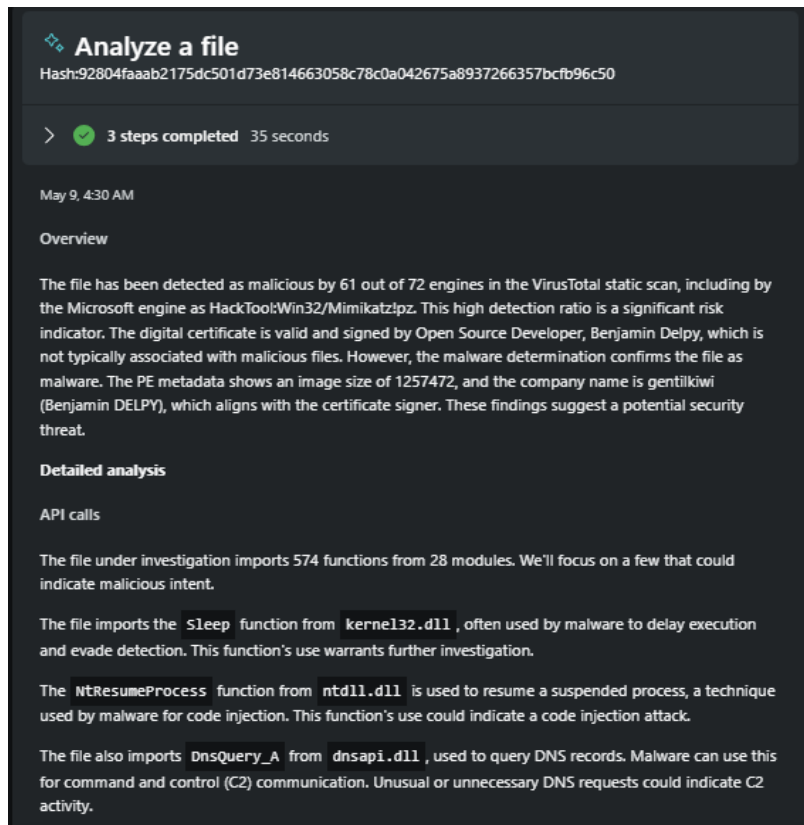 Analyze a file
Hash:92804faaab2175dc501d73e814663058c78c0a042675a8937266357bcfb96c50
3 steps completed 35 seconds
May 9, 4:30 AM
Overview
The file has been detected as malicious by 61 out of 72 engines in the VirusTotal static scan, including by
the Microsoft engine as HackTool:Win32/Mimikatz!pz. This high detection ratio is a significant risk
indicator. The digital certificate is valid and signed by Open Source Developer, Benjamin Delpy, which is
not typically associated with malicious files. However, the malware determination confirms the file as
malware. The PE metadata shows an image size of 1257472, and the company name is gentilkiwi
(Benjamin DELPY), which aligns with the certificate signer. These findings suggest a potential security
threat.
Detailed analysis
API calls
The file under investigation imports 574 functions from 28 modules. We'll focus on a few that could
indicate malicious intent.
The file imports the Sleep function from kernel32.dll, often used by malware to delay execution
and evade detection. This function's use warrants further investigation.
The NtResumeProcess function from ntdll.dll is used to resume a suspended process, a technique
used by malware for code injection. This function's use could indicate a code injection attack.
The file also imports DnsQuery_A from dnsapi.dll, used to query DNS records. Malware can use this
for command and control (C2) communication. Unusual or unnecessary DNS requests could indicate C2
activity.